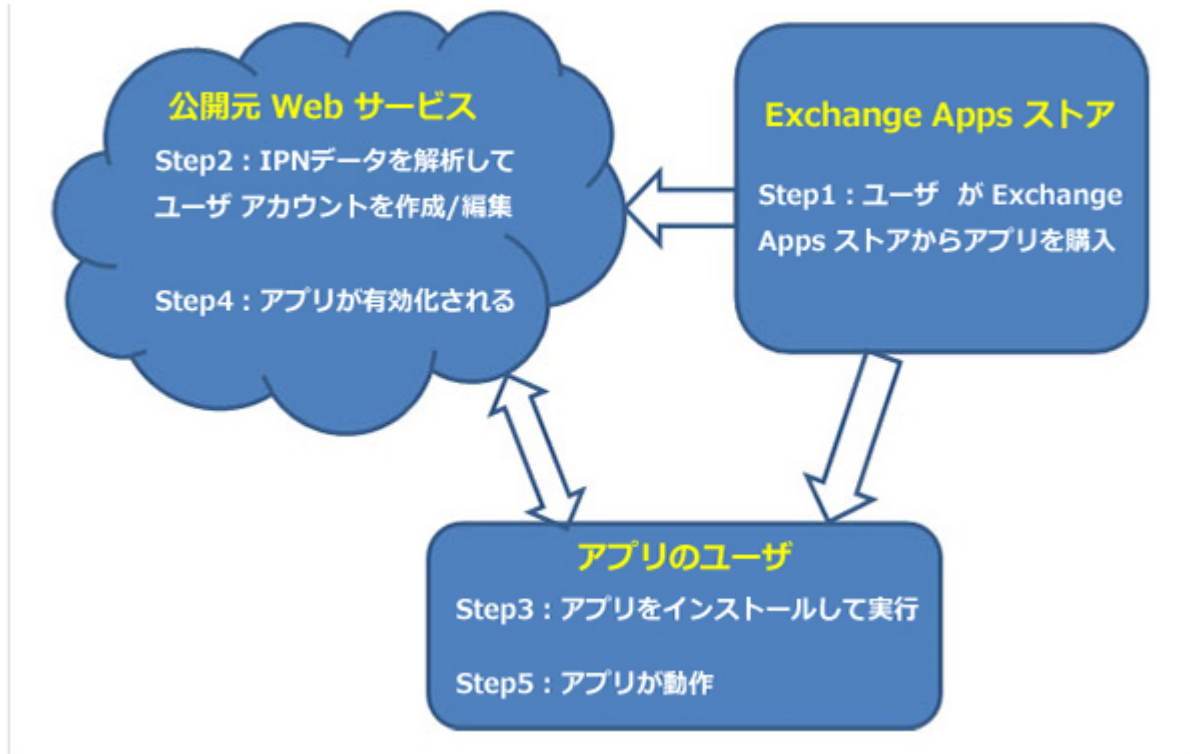 公開元 Web サービス
Step2：IPNデータを解析して
ユーザ アカウントを作成/編集
Step4：アプリが有効化される
Exchange Apps ストア
Step1：ユーザ が Exchange
Apps ストアからアプリを購入
アプリのユーザ
Step3：アプリをインストールして実行
Step5：アプリが動作